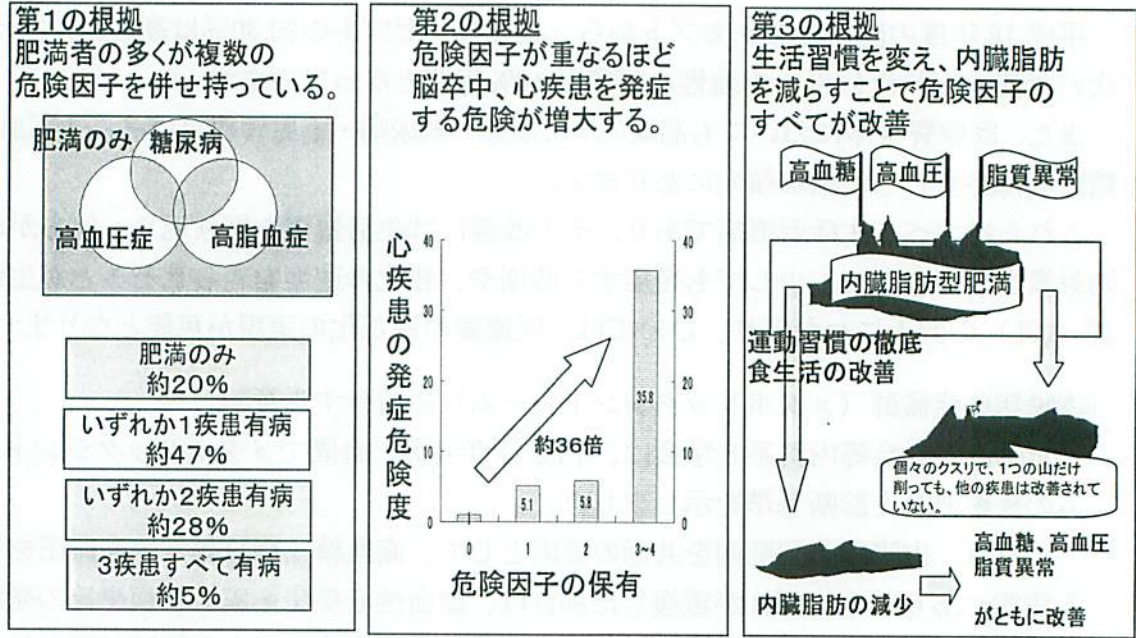 第1の根拠
肥満者の多くが複数の
危険因子を併せ持っている。
肥満のみ
糖尿病
高血圧症
高脂血症
肥満のみ
約20%
いずれか1疾患有病
約47%
いずれか2疾患有病
約28%
3疾患すべて有病
約5%
第2の根拠
危険因子が重なるほど
脳卒中、心疾患を発症
する危険が増大する。
心疾患の発症危険度
40
30
20
10
0
40
30
20
10
0
約36倍
5.1
5.8
35.8
0
1
2
3~4
危険因子の保有
第3の根拠
生活習慣を変え、内臓脂肪
を減らすことで危険因子の
すべてが改善
高血糖
高血圧
脂質異常
内臓脂肪型肥満
運動習慣の徹底
食生活の改善
個々のクスリで、1つの山だけ
削っても、他の疾患は改善されて
いない。
内臓脂肪の減少
高血糖、高血圧
脂質異常
がともに改善